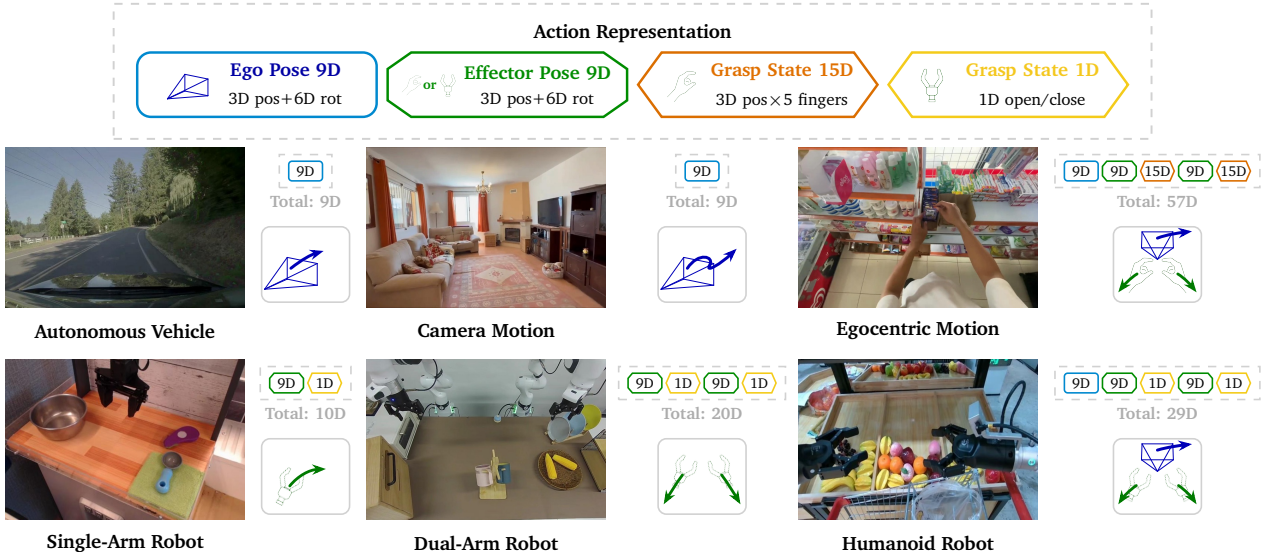 Action Representation
Ego Pose 9D
3D pos+6D rot
or
Effector Pose 9D
3D pos+6D rot
Grasp State 15D
3D pos×5 fingers
Grasp State 1D
1D open/close
9D
Total: 9D
Autonomous Vehicle
9D
Total: 9D
Camera Motion
9D 9D 15D 9D 15D
Total: 57D
Egocentric Motion
9D 1D
Total: 10D
Single-Arm Robot
9D 1D 9D 1D
Total: 20D
Dual-Arm Robot
9D 9D 1D 9D 1D
Total: 29D
Humanoid Robot